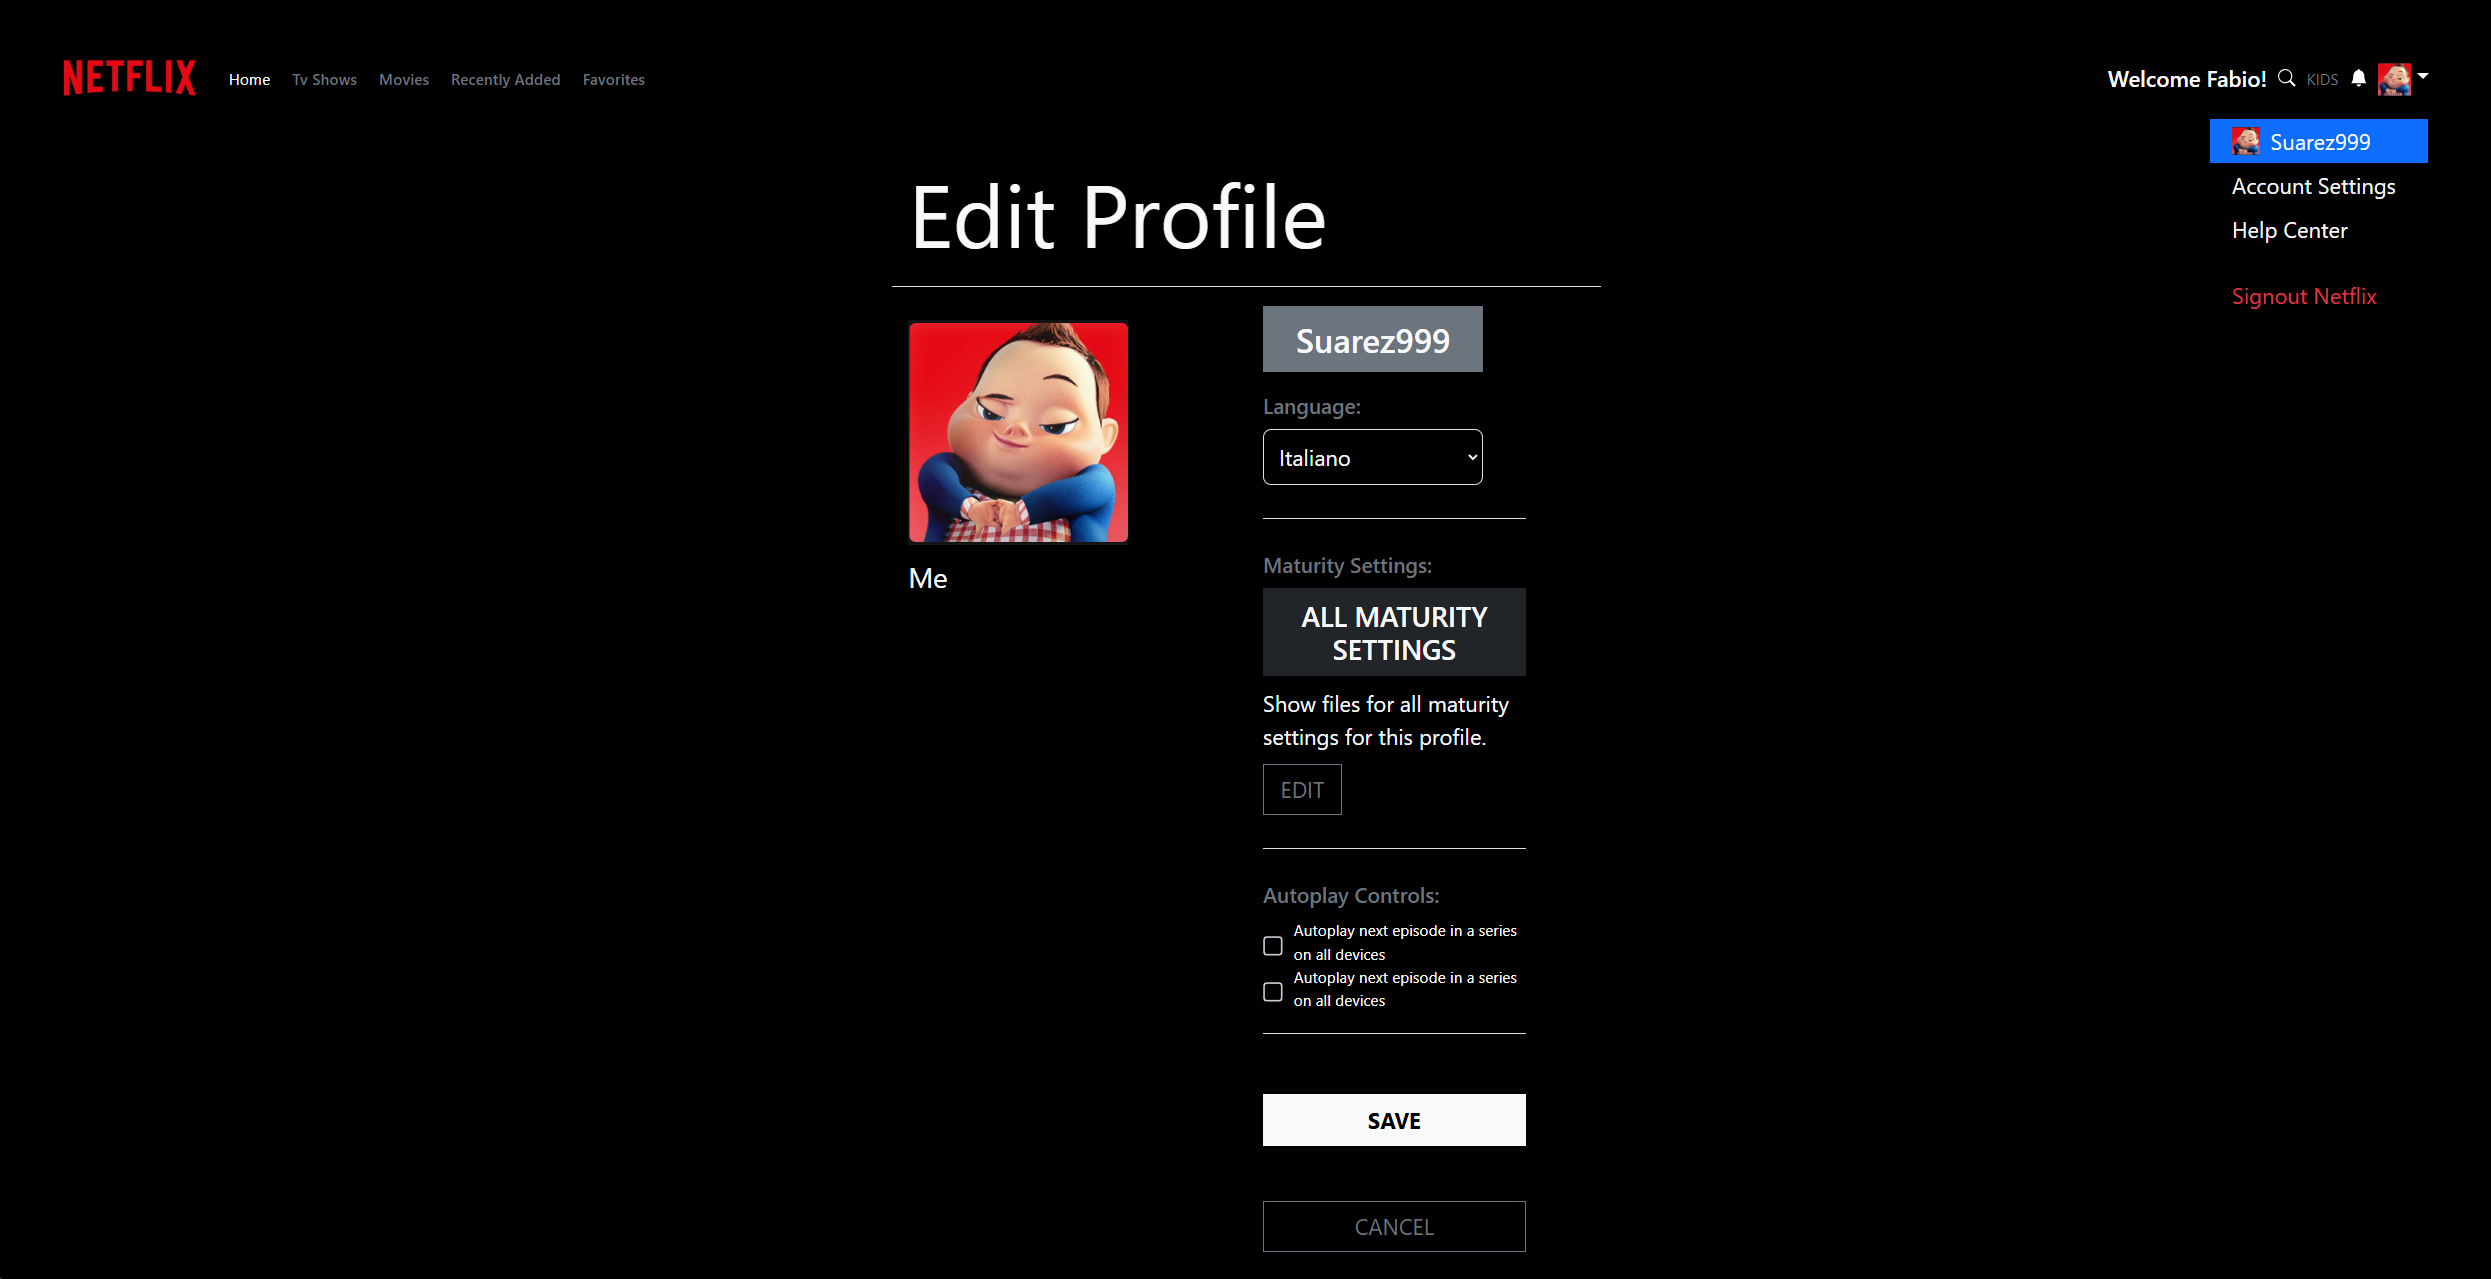 NETFLIX
Home Tv Shows Movies Recently Added Favorites
Welcome Fabio! KIDS
Suarez999
Account Settings
Help Center
Signout Netflix
Edit Profile
Me
Suarez999
Language:
Italiano
Maturity Settings:
ALL MATURITY
SETTINGS
Show files for all maturity
settings for this profile.
EDIT
Autoplay Controls:
Autoplay next episode in a series
on all devices
Autoplay next episode in a series
on all devices
SAVE
CANCEL